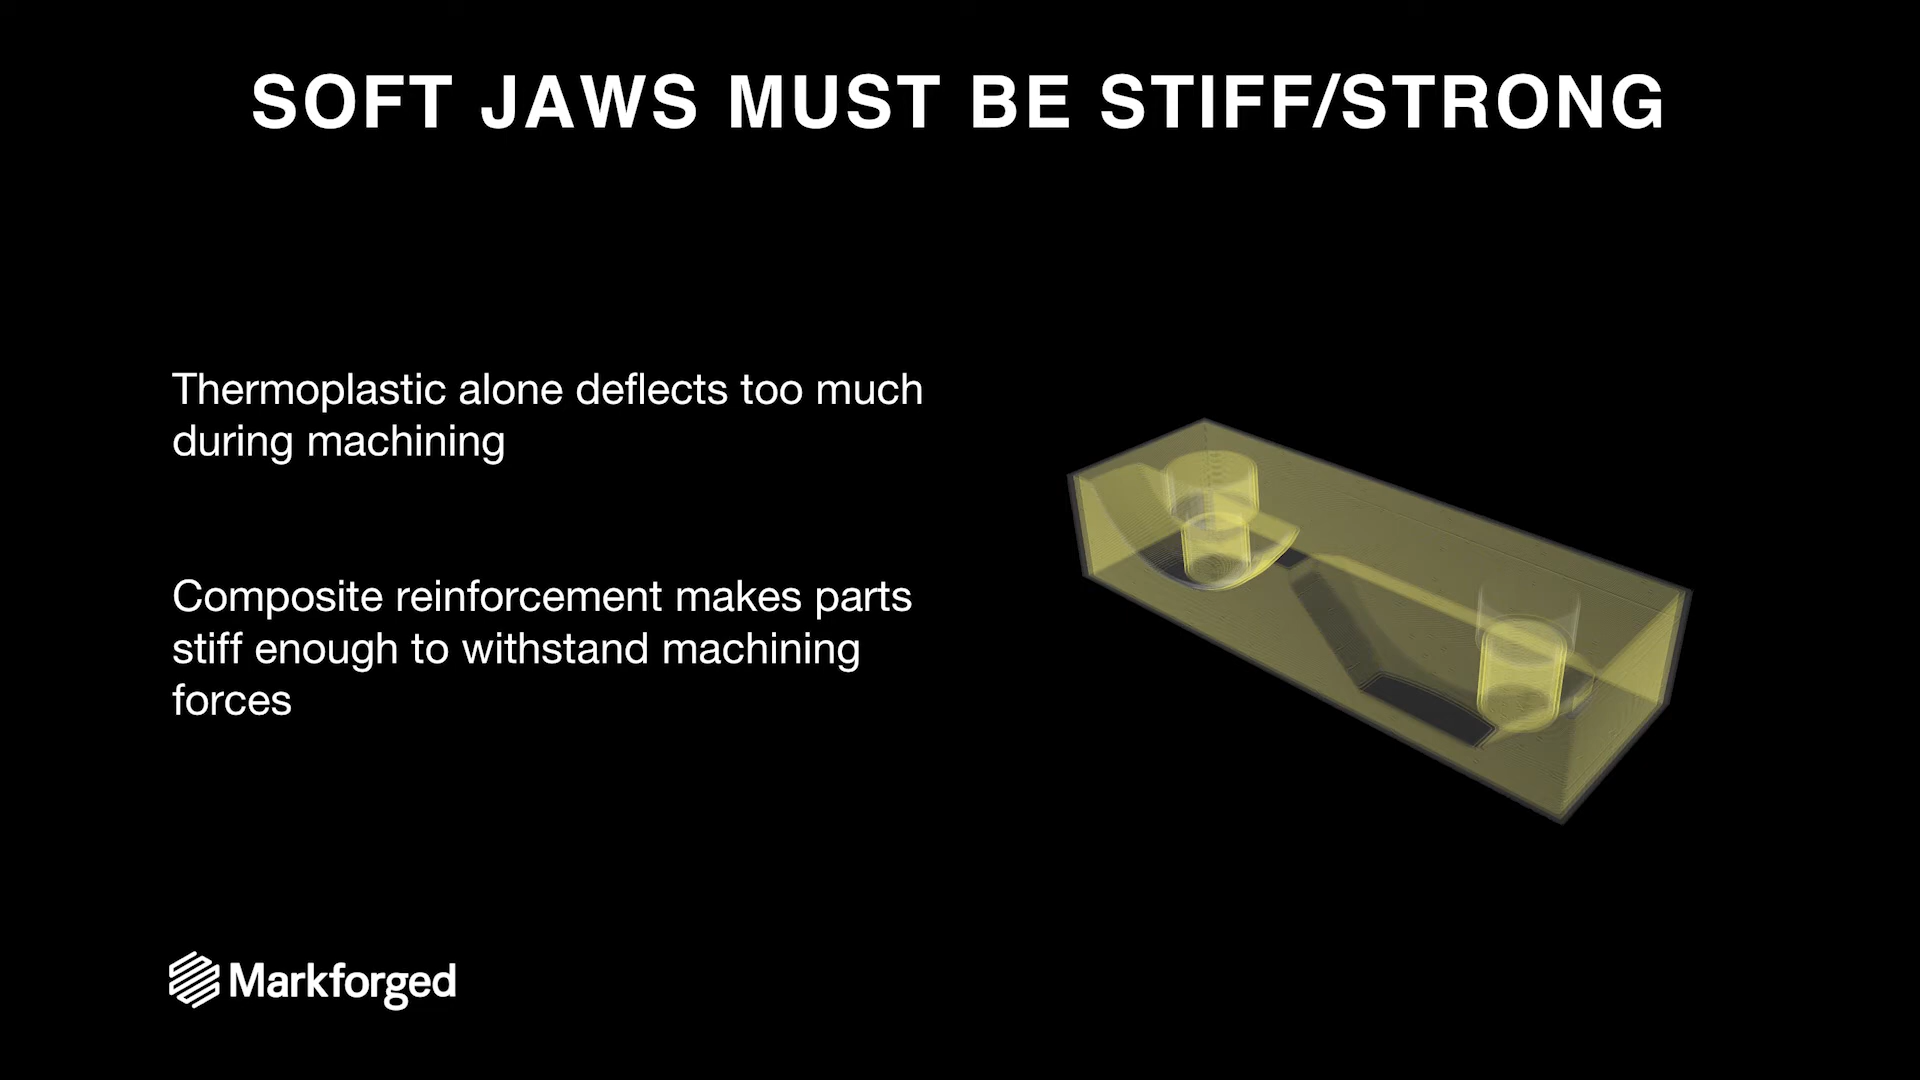 SOFT JAWS MUST BE STIFF/STRONG
Thermoplastic alone deflects too much
during machining
Composite reinforcement makes parts
stiff enough to withstand machining
forces
Markforged